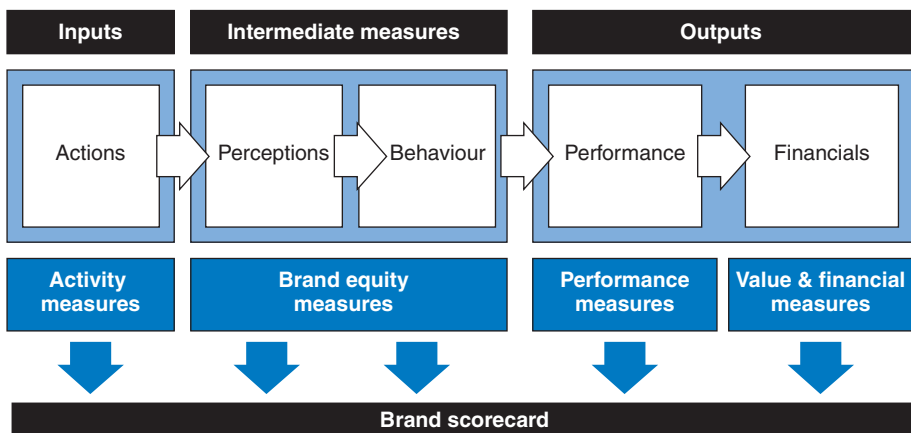 Inputs
Intermediate measures
Outputs
Actions
Perceptions
Behaviour
Performance
Financials
Activity
measures
Brand equity
measures
Performance
measures
Value & financial
measures
Brand scorecard